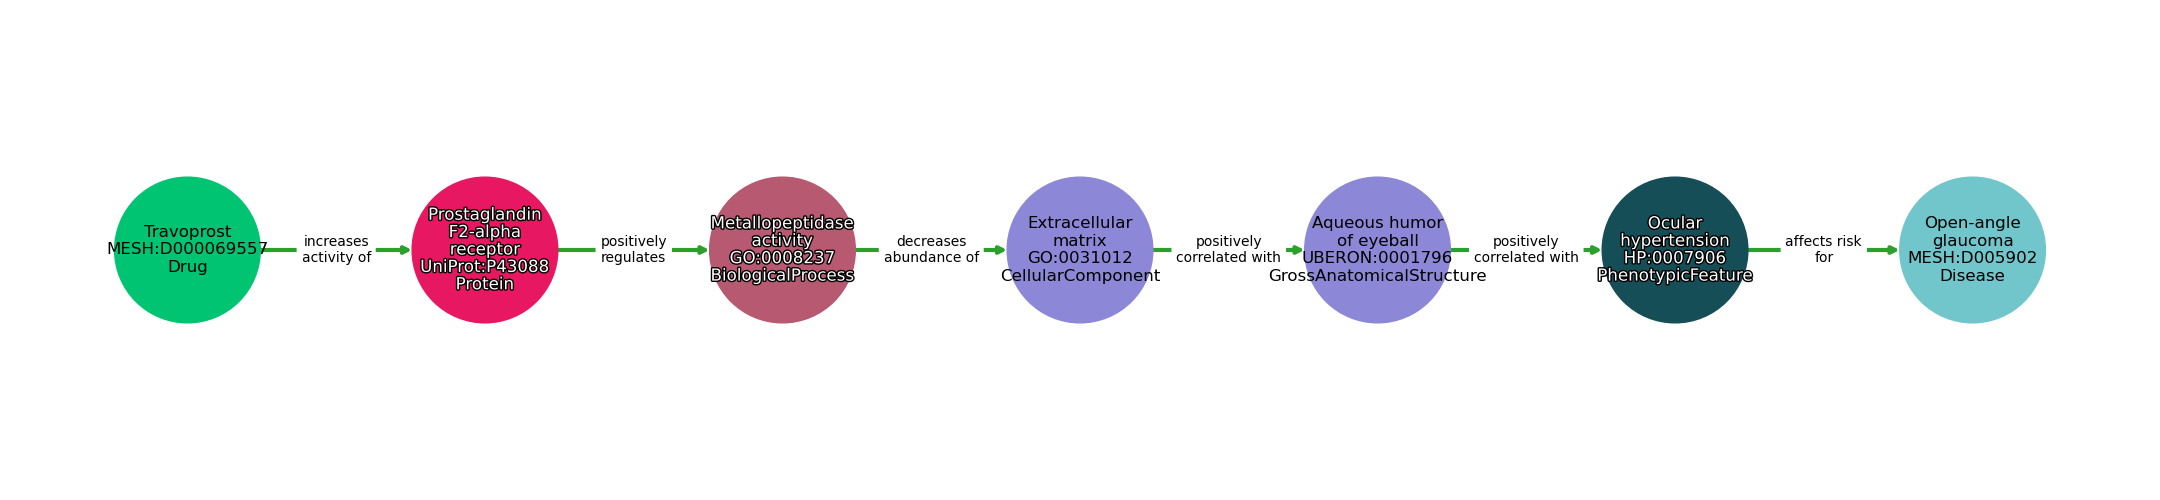 Travoprost
MESH:D000069557
Drug
increases
activity of
Prostaglandin
F2-alpha
receptor
UniProt:P43088
Protein
positively
regulates
Metallopeptidase
activity
GO:0008237
BiologicalProcess
decreases
abundance of
Extracellular
matrix
GO:0031012
CellularComponent
positively
correlated with
Aqueous humor
of eyeball
UBERON:0001796
GrossAnatomicalStructure
positively
correlated with
Ocular
hypertension
HP:0007906
PhenotypicFeature
affects risk
for
Open-angle
glaucoma
MESH:D005902
Disease